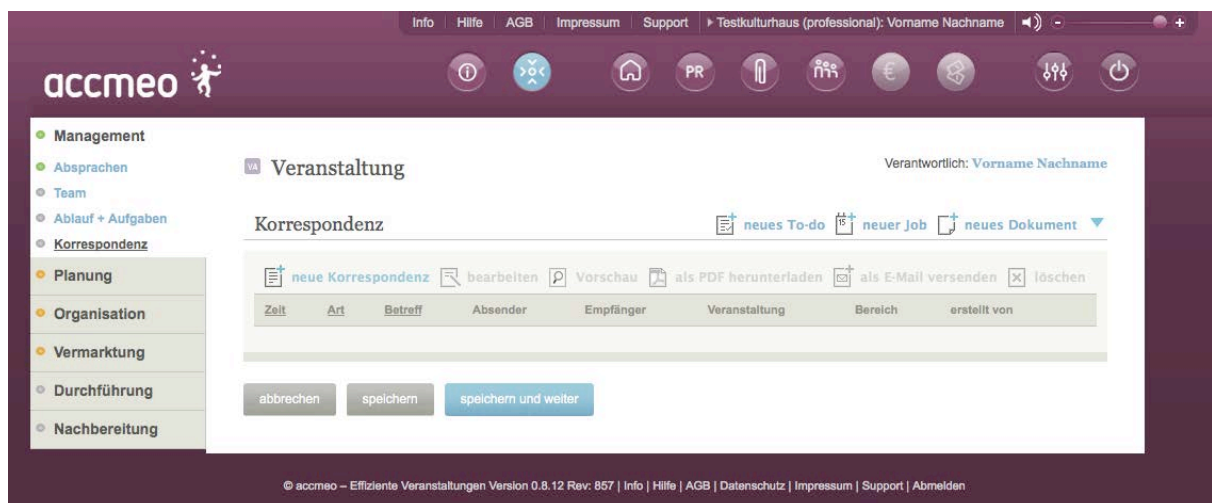 Info Hilfe AGB Impressum Support Testkulturhaus (professional): Vorname Nachname
accmeo
PR
€
Management
Absprachen
Team
Ablauf + Aufgaben
Korrespondenz
Planung
Organisation
Vermarktung
Durchführung
Nachbereitung
VA Veranstaltung
Verantwortlich: Vorname Nachname
Korrespondenz
neues To-do 15 neuer Job neues Dokument
neue Korrespondenz bearbeiten Vorschau als PDF herunterladen als E-Mail versenden löschen
Zeit Art Betreff Absender Empfänger Veranstaltung Bereich erstellt von
abbrechen speichern speichern und weiter
© accmeo – Effiziente Veranstaltungen Version 0.8.12 Rev: 857 | Info | Hilfe | AGB | Datenschutz | Impressum | Support | Abmelden